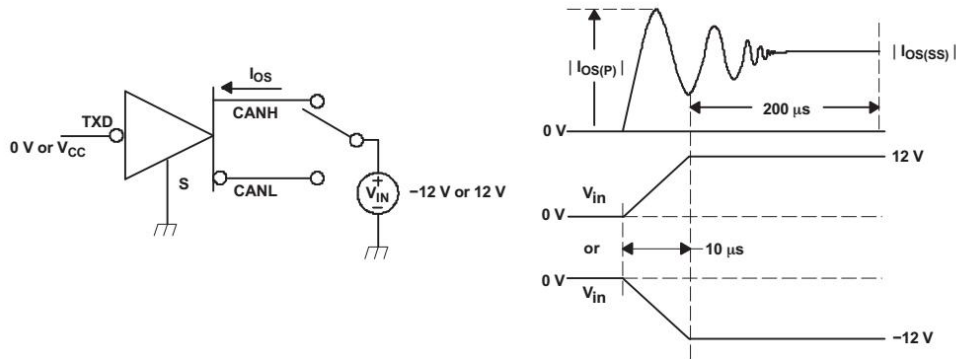 I_OS
TXD
CANH
0 V or V_CC
S
CANL
+
V_IN
−
−12 V or 12 V
| I_OS(P) |
| I_OS(SS) |
200 μs
0 V
12 V
V_in
0 V
or
10 μs
0 V
V_in
−12 V